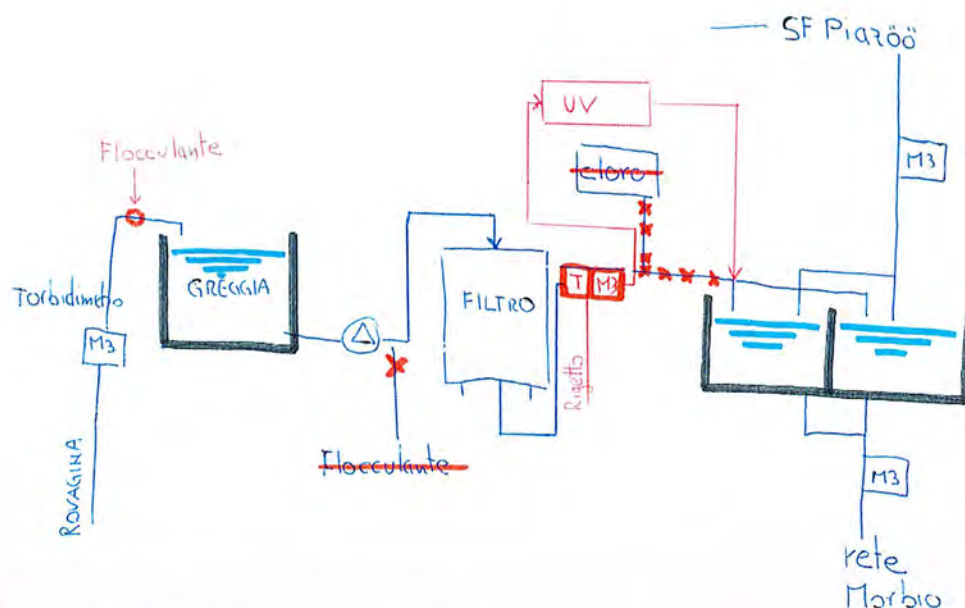 SF Piazöö
M3
UV
cloro
Flocculante
Torbidimetro
M3
ROVAGINA
GREGGIA
FILTRO
T
M3
Rigetto
Flocculante
M3
rete
Morbio